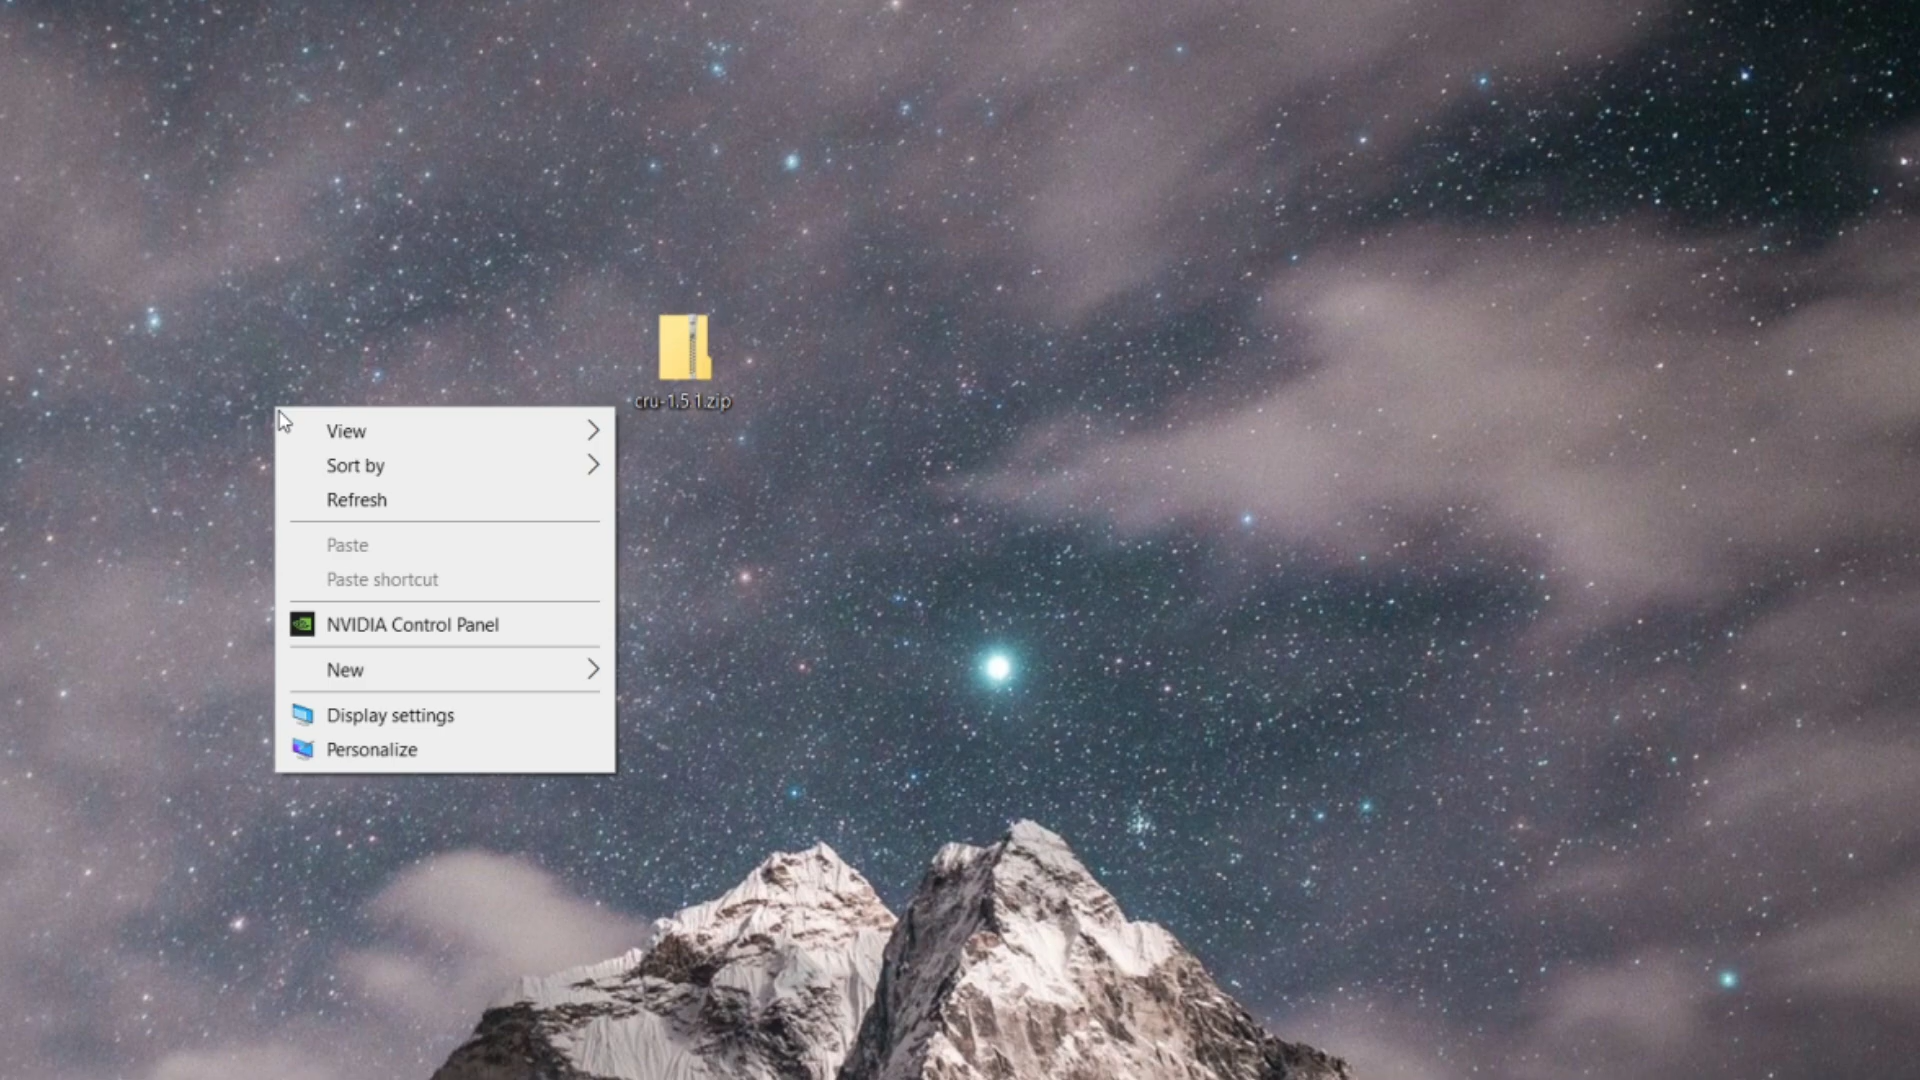 cru-1.5.1.zip
View
Sort by
Refresh
Paste
Paste shortcut
NVIDIA Control Panel
New
Display settings
Personalize